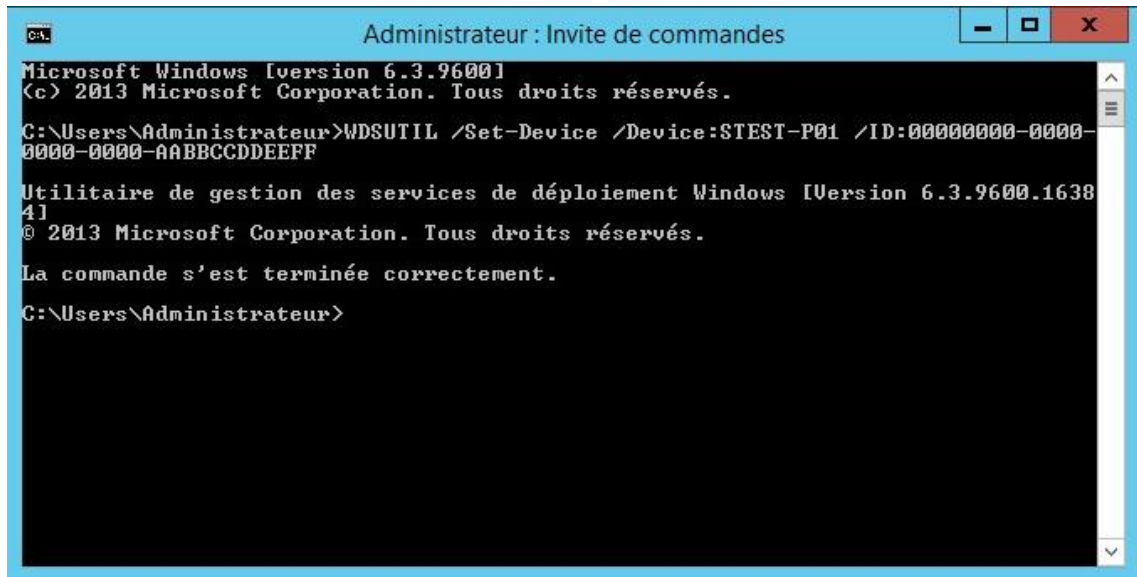 Administrateur : Invite de commandes
Microsoft Windows [version 6.3.9600]
(c) 2013 Microsoft Corporation. Tous droits réservés.
C:\Users\Administrateur>WDSUTIL /Set-Device /Device:STEST-P01 /ID:00000000-0000-
0000-0000-AABBCCDDEEFF
Utilitaire de gestion des services de déploiement Windows [Version 6.3.9600.1638
4]
© 2013 Microsoft Corporation. Tous droits réservés.
La commande s'est terminée correctement.
C:\Users\Administrateur>